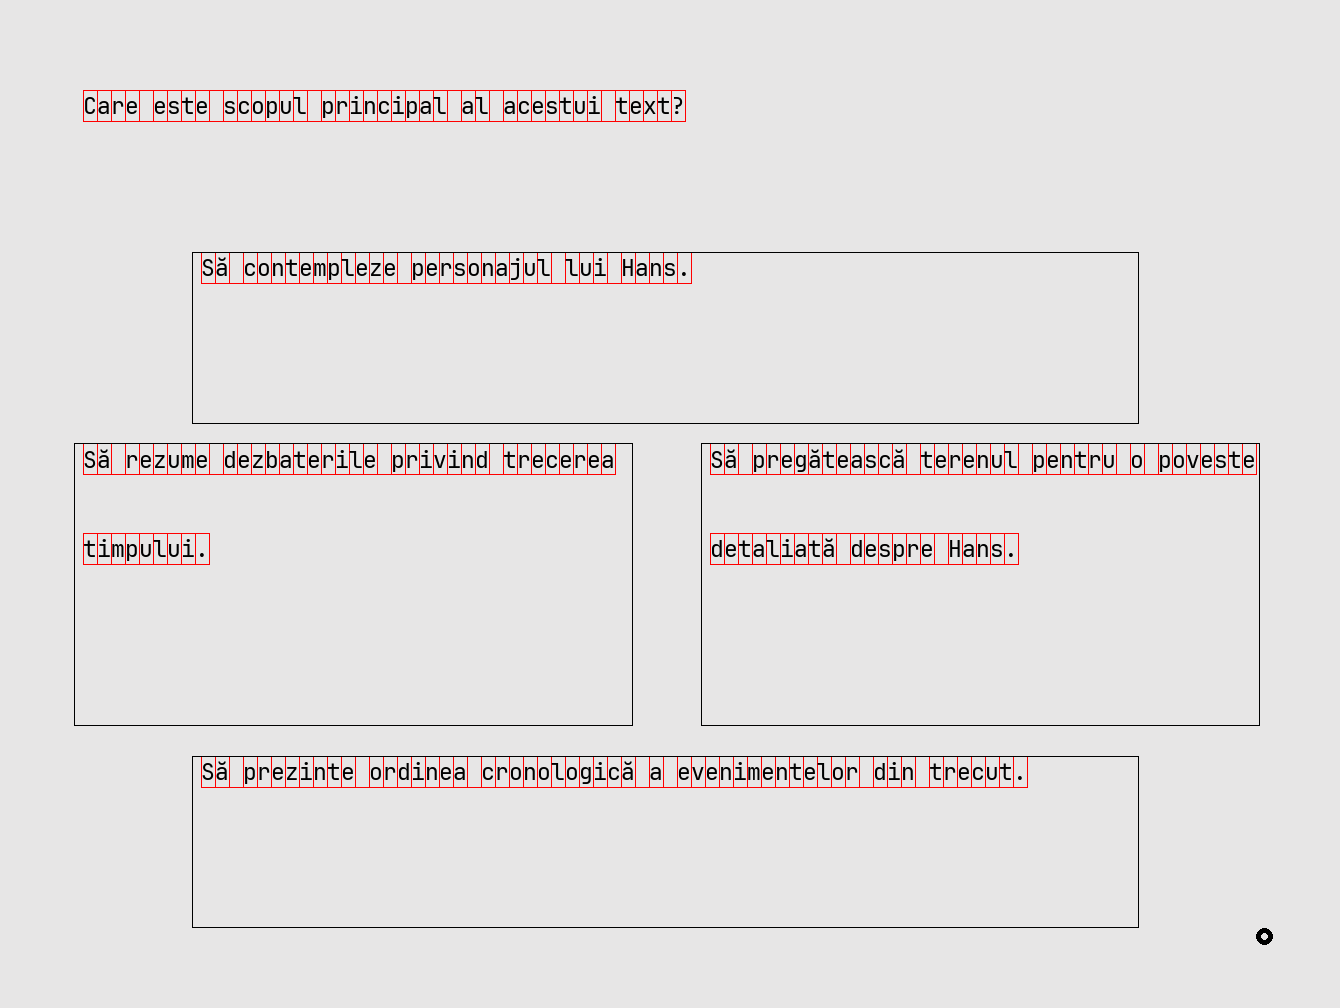 Care este scopul principal al acestui text?
Să contempleze personajul lui Hans.
Să rezume dezbaterile privind trecerea
timpului.
Să pregătească terenul pentru o poveste
detaliată despre Hans.
Să prezinte ordinea cronologică a evenimentelor din trecut.